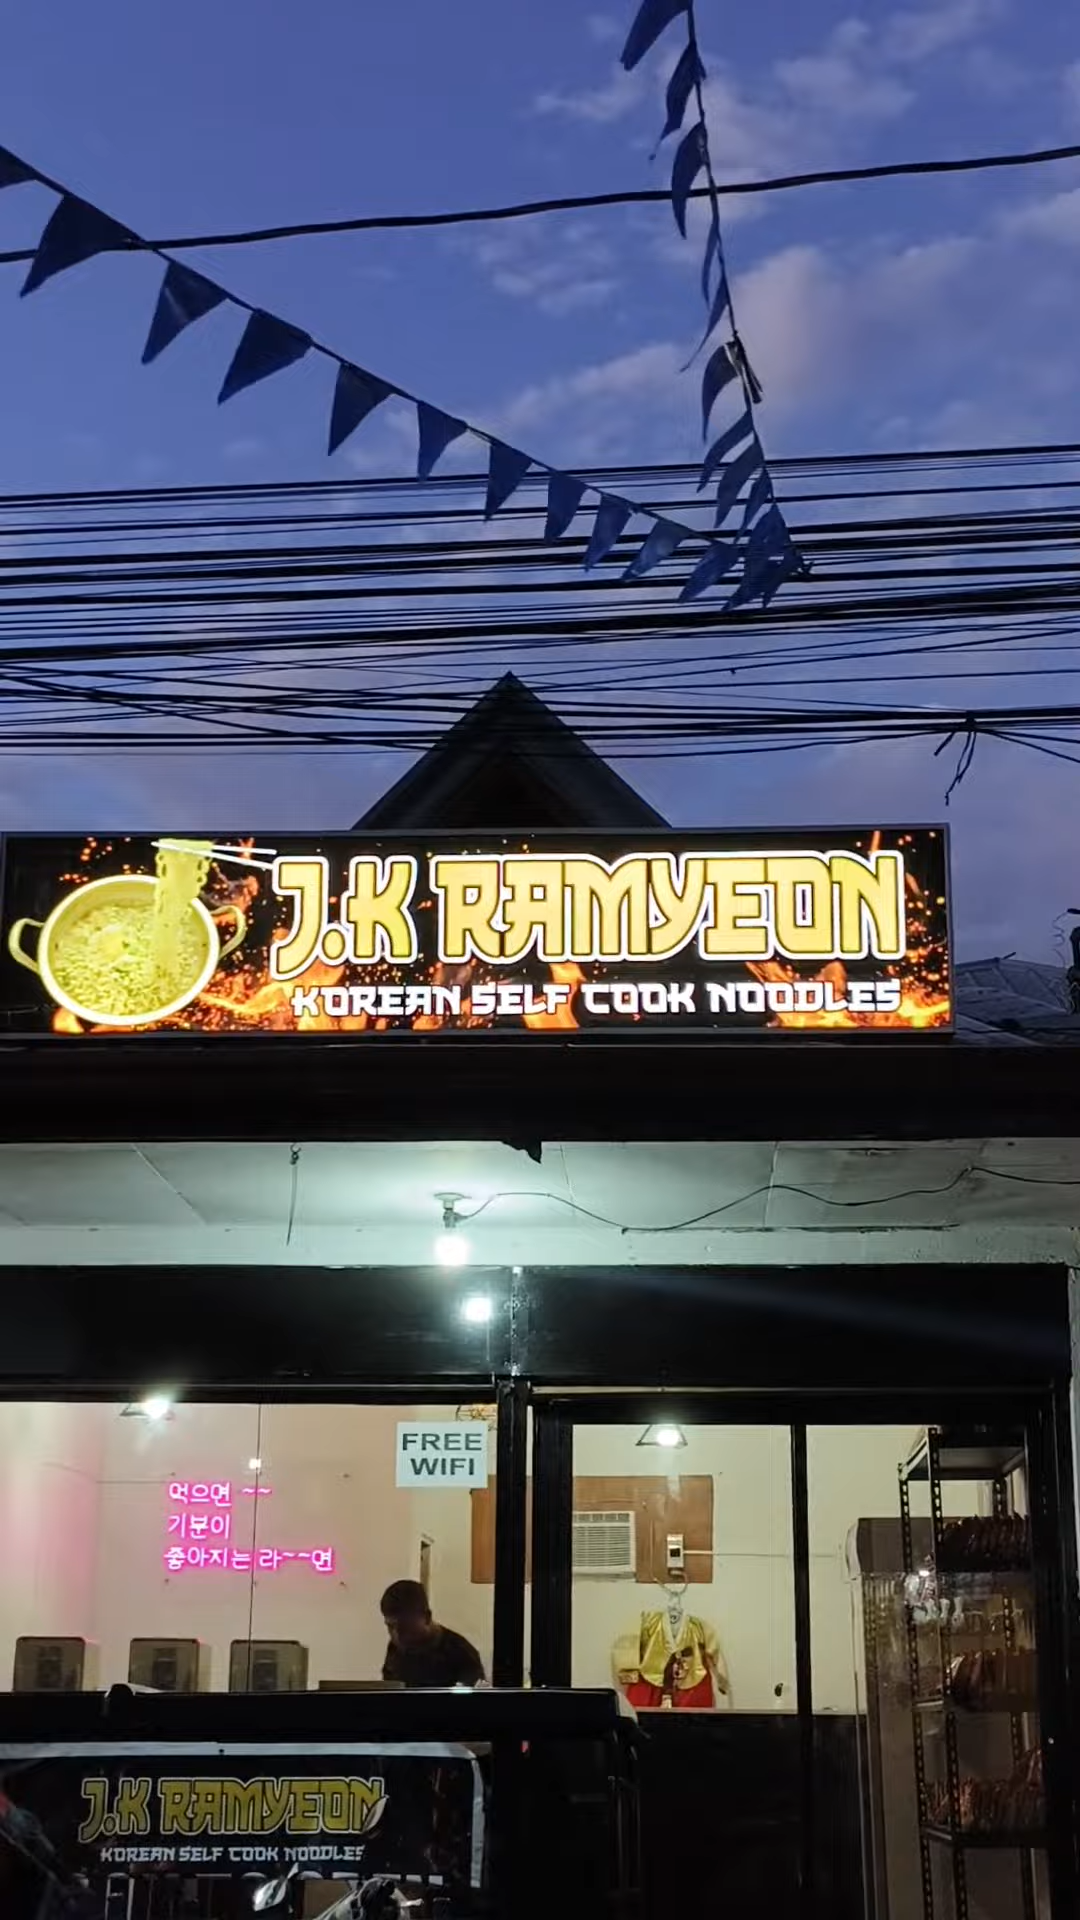 J.K RAMYEON
KOREAN SELF COOK NOODLES
FREE
WIFI
먹으면 ~~
기분이
좋아지는 라~~면
J.K RAMYEON
KOREAN SELF COOK NOODLES